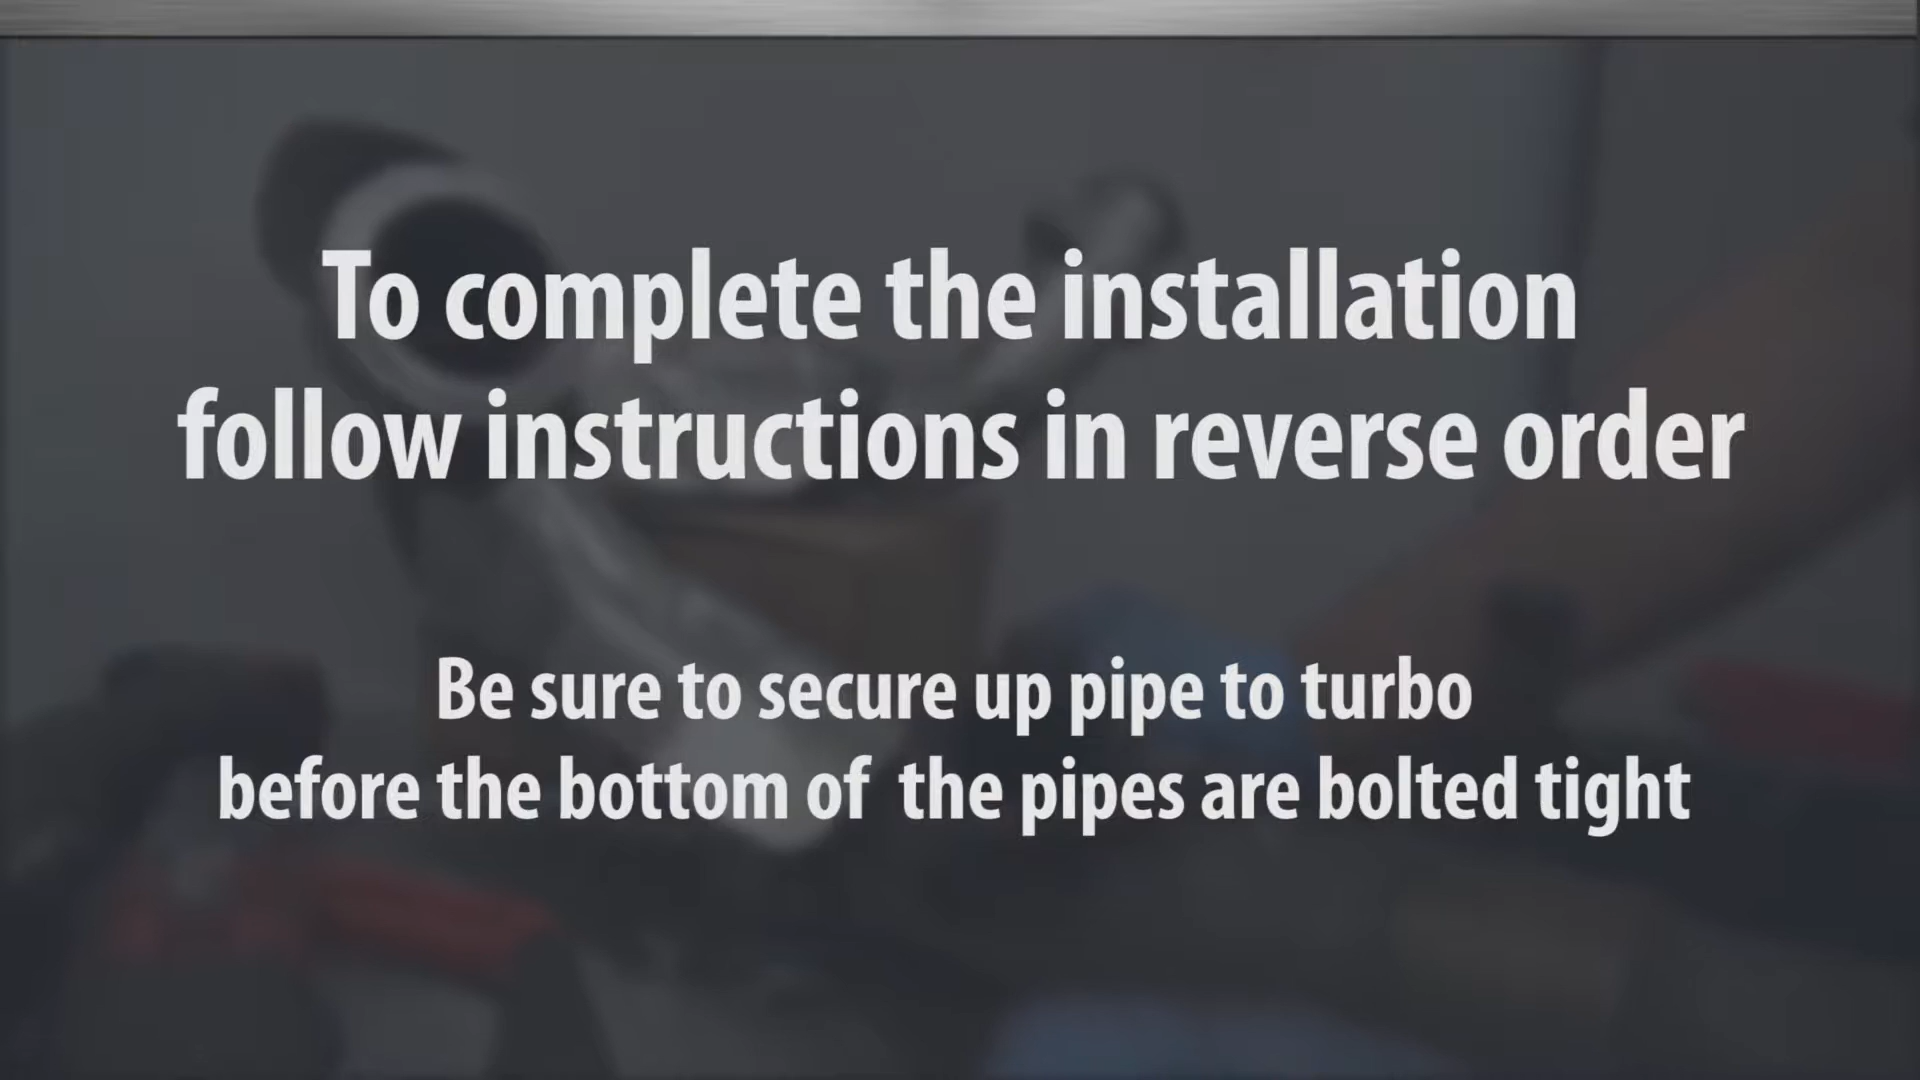 To complete the installation
follow instructions in reverse order
Be sure to secure up pipe to turbo
before the bottom of  the pipes are bolted tight